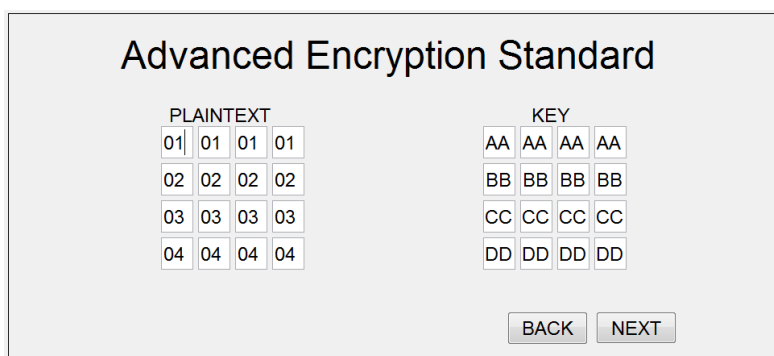 Advanced Encryption Standard
PLAINTEXT KEY
01 01 01 01 AA AA AA AA
02 02 02 02 BB BB BB BB
03 03 03 03 CC CC CC CC
04 04 04 04 DD DD DD DD
BACK NEXT